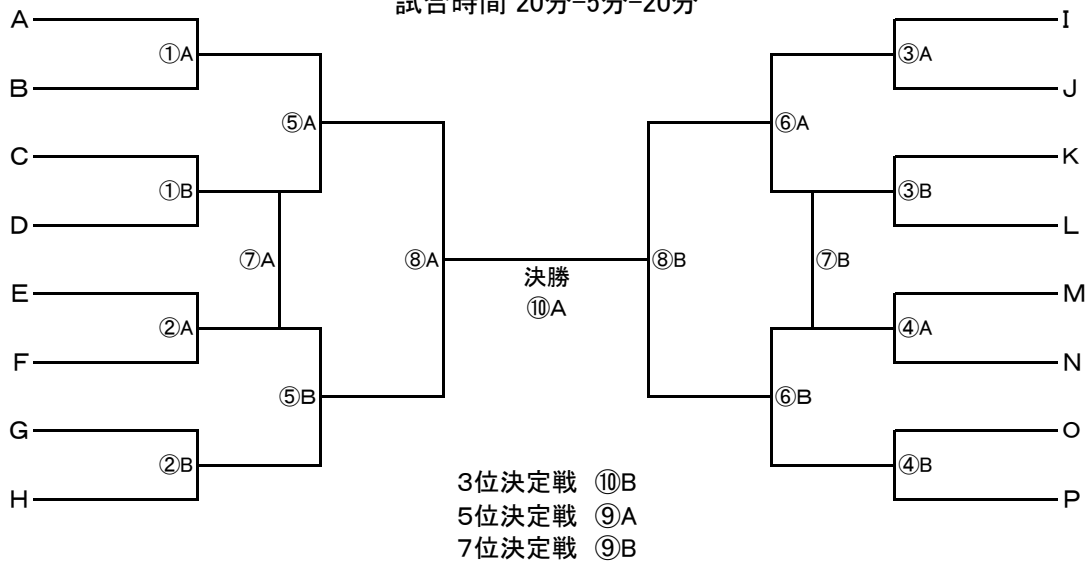 試合時間 20分-5分-20分
A
I
①A
③A
B
J
⑤A
⑥A
C
K
①B
③B
D
L
⑦A
⑧A
⑧B
⑦B
決勝
⑩A
E
M
②A
④A
F
N
⑤B
⑥B
G
O
②B
④B
H
P
3位決定戦 ⑩B
5位決定戦 ⑨A
7位決定戦 ⑨B